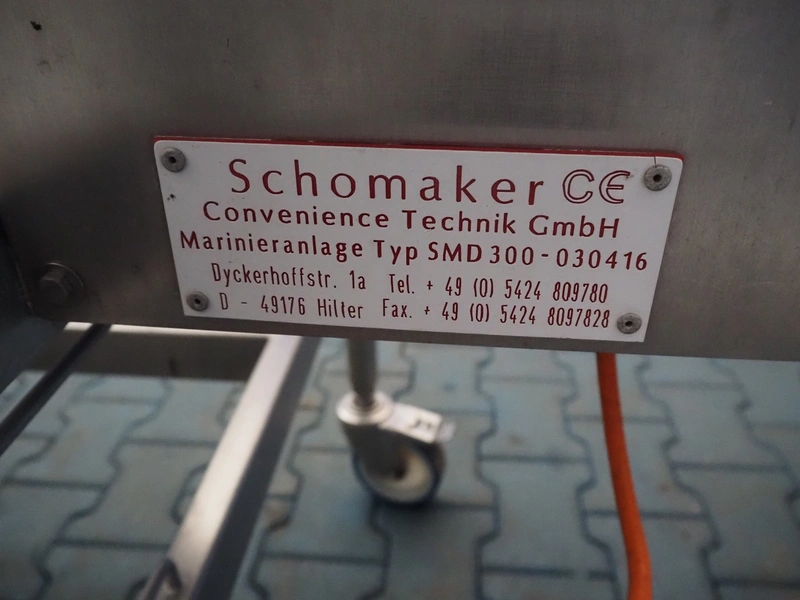 Schomaker CE
Convenience Technik GmbH
Marinieranlage Typ SMD 300 - 030416
Dyckerhoffstr. 1a Tel. + 49 (0) 5424 809780
D - 49176 Hilter Fax. + 49 (0) 5424 8097828